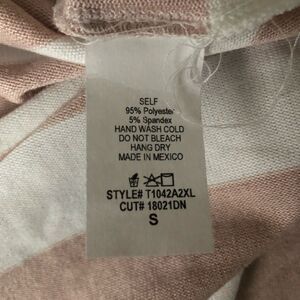 SELF
95% Polyester
5% Spandex
HAND WASH COLD
DO NOT BLEACH
HANG DRY
MADE IN MEXICO
STYLE# T1042A2XL
CUT# 18021DN
S